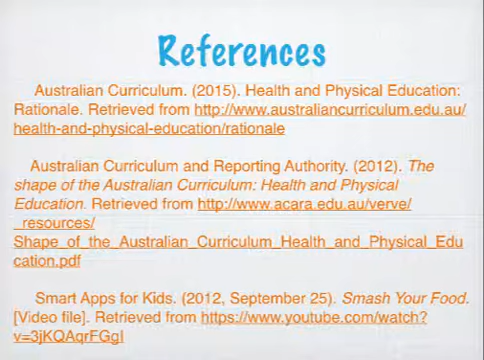 References
Australian Curriculum. (2015). Health and Physical Education:
Rationale. Retrieved from http://www.australiancurriculum.edu.au/
health-and-physical-education/rationale
Australian Curriculum and Reporting Authority. (2012). The
shape of the Australian Curriculum: Health and Physical
Education. Retrieved from http://www.acara.edu.au/verve/
_resources/
Shape_of_the_Australian_Curriculum_Health_and_Physical_Edu
cation.pdf
Smart Apps for Kids. (2012, September 25). Smash Your Food.
[Video file]. Retrieved from https://www.youtube.com/watch?
v=3jKQAqrFGgI